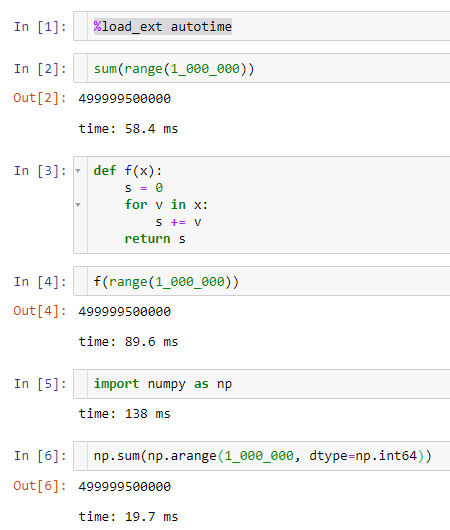 In [1]: %load_ext autotime
In [2]: sum(range(1_000_000))
Out[2]: 499999500000
time: 58.4 ms
In [3]: def f(x):
s = 0
for v in x:
s += v
return s
In [4]: f(range(1_000_000))
Out[4]: 499999500000
time: 89.6 ms
In [5]: import numpy as np
time: 138 ms
In [6]: np.sum(np.arange(1_000_000, dtype=np.int64))
Out[6]: 499999500000
time: 19.7 ms